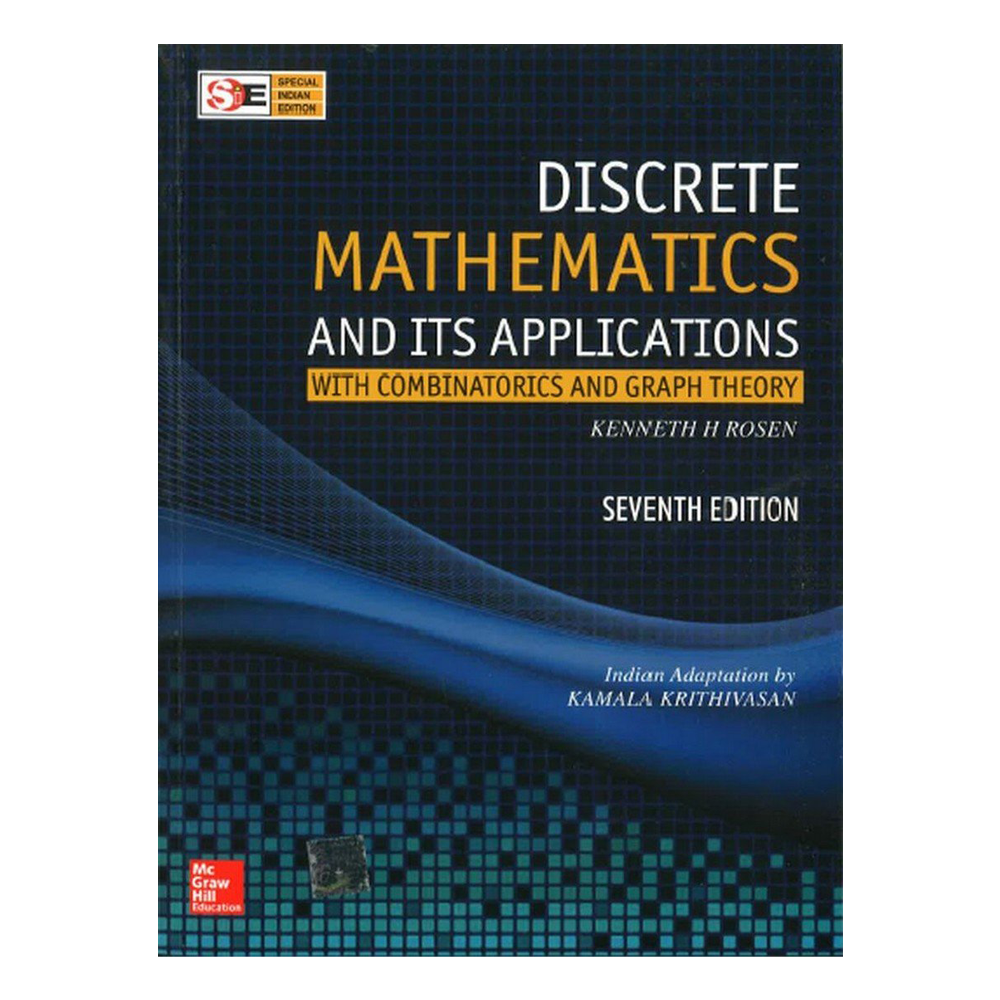 SiE
SPECIAL
INDIAN
EDITION
DISCRETE
MATHEMATICS
AND ITS APPLICATIONS
WITH COMBINATORICS AND GRAPH THEORY
KENNETH H ROSEN
SEVENTH EDITION
Indian Adaptation by
KAMALA KRITHIVASAN
Mc
Graw
Hill
Education